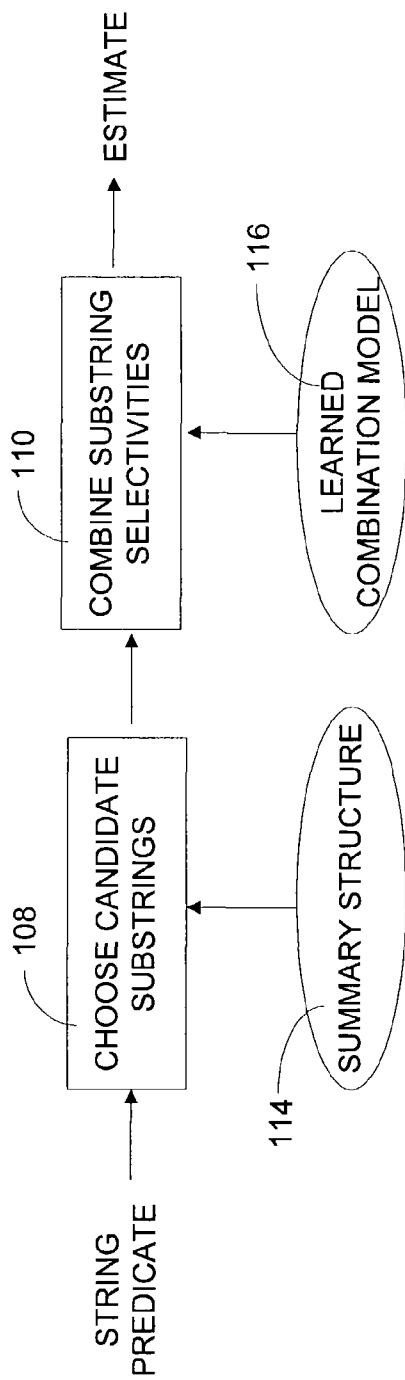 STRING
PREDICATE
108
CHOOSE CANDIDATE
SUBSTRINGS
114
SUMMARY STRUCTURE
110
COMBINE SUBSTRING
SELECTIVITIES
116
LEARNED
COMBINATION MODEL
ESTIMATE